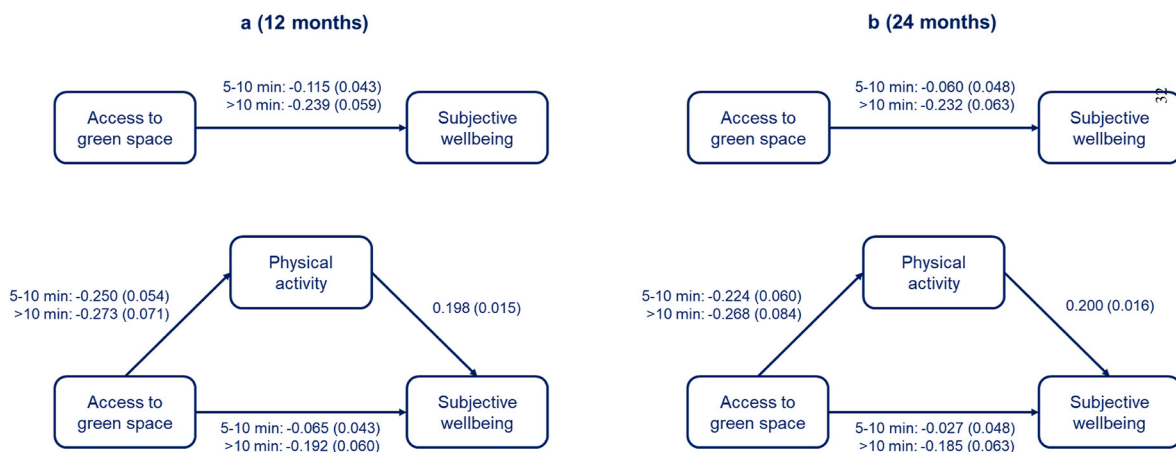 a (12 months)
5-10 min: -0.115 (0.043)
>10 min: -0.239 (0.059)
Access to
green space
Subjective
wellbeing
Physical
activity
5-10 min: -0.250 (0.054)
>10 min: -0.273 (0.071)
0.198 (0.015)
Access to
green space
Subjective
wellbeing
5-10 min: -0.065 (0.043)
>10 min: -0.192 (0.060)
b (24 months)
5-10 min: -0.060 (0.048)
>10 min: -0.232 (0.063)
Access to
green space
Subjective
wellbeing
32
Physical
activity
5-10 min: -0.224 (0.060)
>10 min: -0.268 (0.084)
0.200 (0.016)
Access to
green space
Subjective
wellbeing
5-10 min: -0.027 (0.048)
>10 min: -0.185 (0.063)